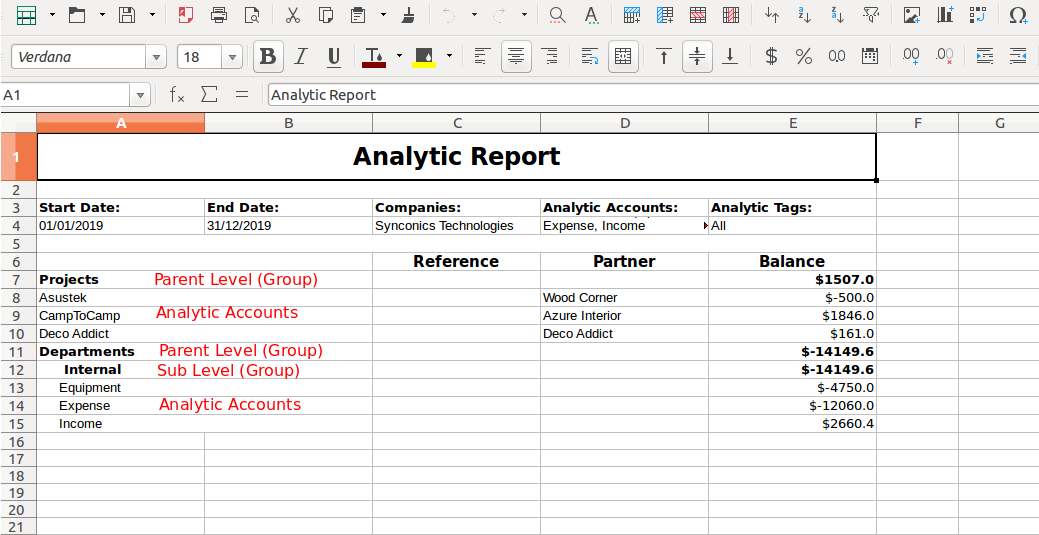 Verdana 18 B I U $ % 0.0 .00 .00
A1 fx Σ = Analytic Report
A B C D E F G
1 Analytic Report
2
3 Start Date: End Date: Companies: Analytic Accounts: Analytic Tags:
4 01/01/2019 31/12/2019 Synconics Technologies Expense, Income All
5
6 Reference Partner Balance
7 Projects Parent Level (Group) $1507.0
8 Asustek Wood Corner $-500.0
9 CampToCamp Analytic Accounts Azure Interior $1846.0
10 Deco Addict Deco Addict $161.0
11 Departments Parent Level (Group) $-14149.6
12 Internal Sub Level (Group) $-14149.6
13 Equipment $-4750.0
14 Expense Analytic Accounts $-12060.0
15 Income $2660.4
16
17
18
19
20
21